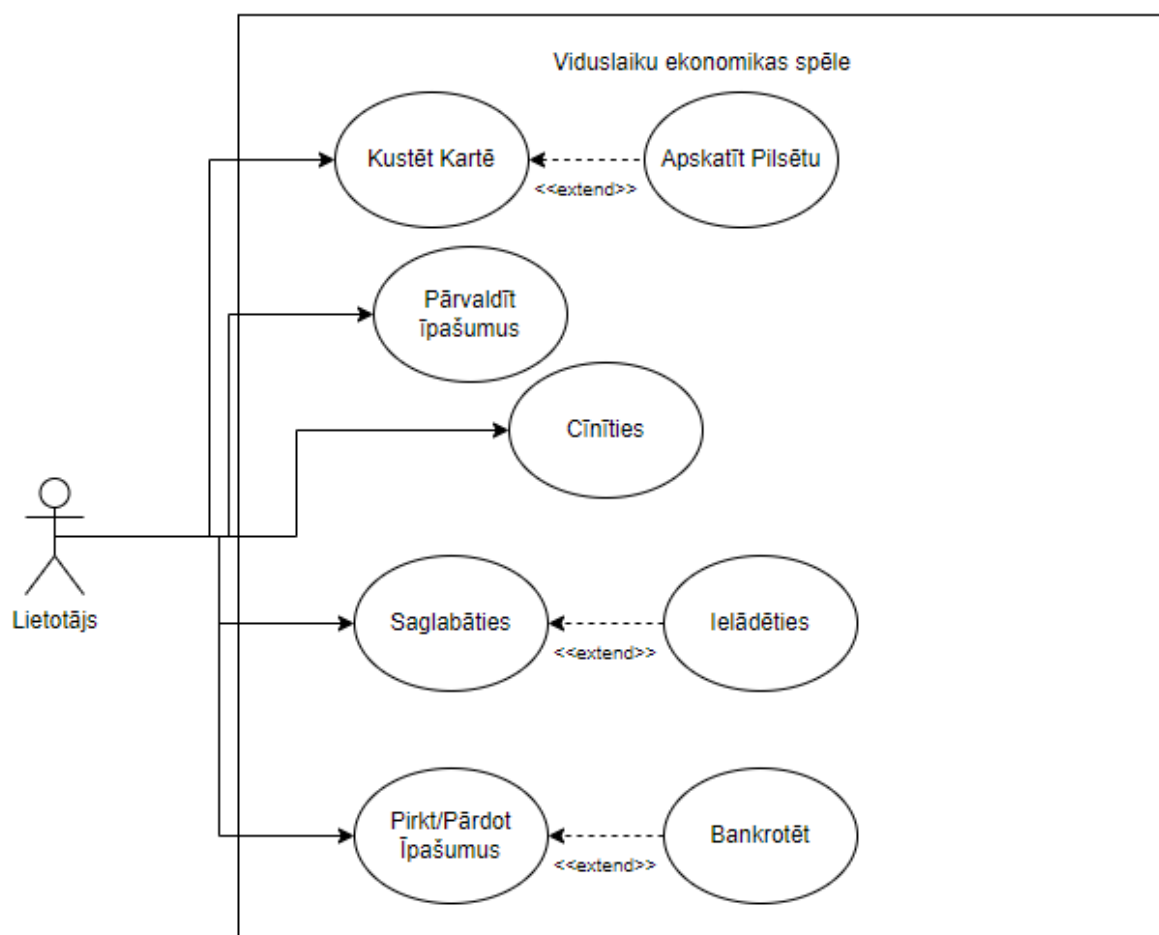 Viduslaiku ekonomikas spēle
Kustēt Kartē
Apskatīt Pilsētu
<<extend>>
Pārvaldīt
īpašumus
Cīnīties
Lietotājs
Saglabāties
Ielādēties
<<extend>>
Pirkt/Pārdot
Īpašumus
Bankrotēt
<<extend>>